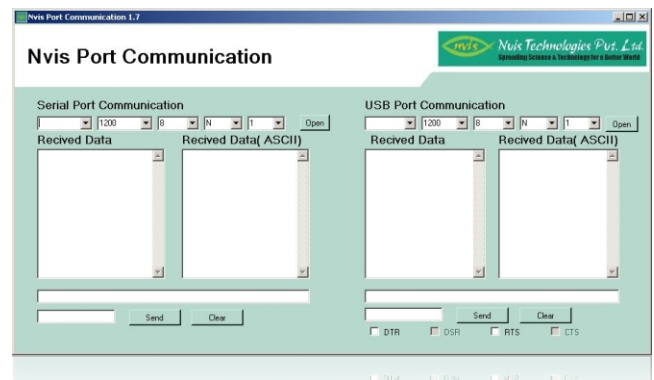 Nvis Port Communication 1.7
Nvis Port Communication
nvis
Nvis Technologies Pvt. Ltd.
Spreading Science & Technology for a Better World
Serial Port Communication
1200 8 N 1 Open
Recived Data Recived Data( ASCII)
Send Clear
USB Port Communication
1200 8 N 1 Open
Recived Data Recived Data( ASCII)
Send Clear
DTR DSR RTS CTS